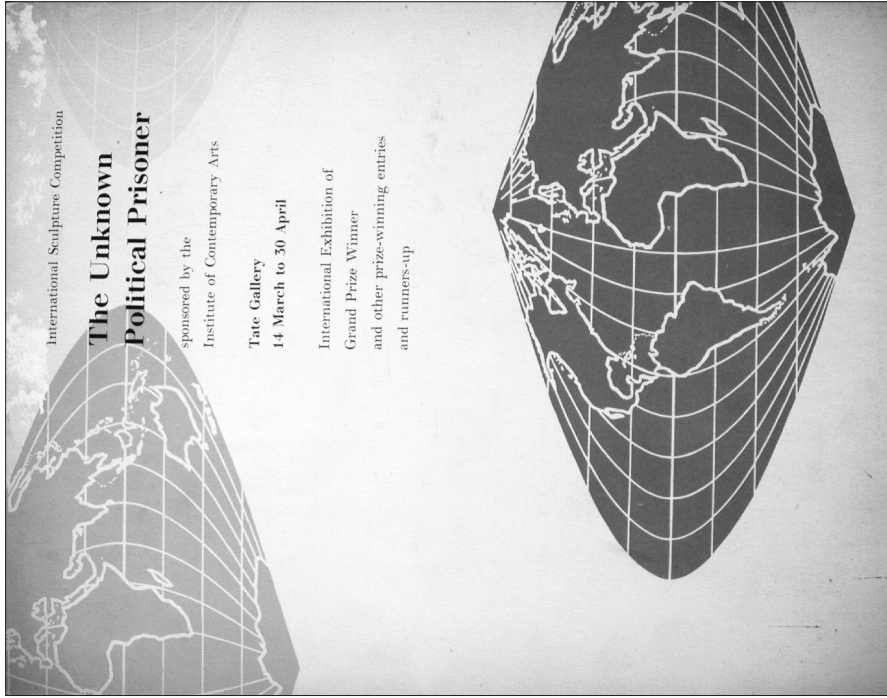 International Sculpture Competition
The Unknown
Political Prisoner
sponsored by the
Institute of Contemporary Arts
Tate Gallery
14 March to 30 April
International Exhibition of
Grand Prize Winner
and other prize-winning entries
and runners-up